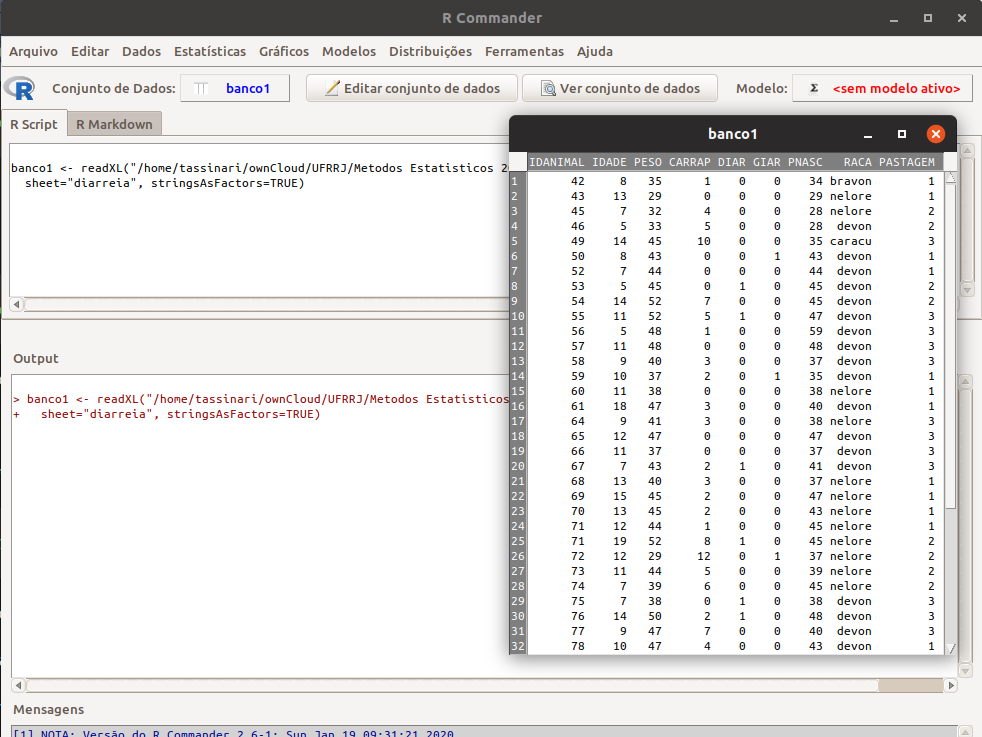 R Commander
Arquivo Editar Dados Estatísticas Gráficos Modelos Distribuições Ferramentas Ajuda
R Conjunto de Dados: banco1 Editar conjunto de dados Ver conjunto de dados Modelo: Σ <sem modelo ativo>
R Script R Markdown
banco1 <- readXL("/home/tassinari/ownCloud/UFRRJ/Metodos Estatisticos 2
sheet="diarreia", stringsAsFactors=TRUE)
banco1
IDANIMAL IDADE PESO CARRAP DIAR GIAR PNASC RACA PASTAGEM
1 42 8 35 1 0 0 34 bravon 1
2 43 13 29 0 0 0 29 nelore 1
3 45 7 32 4 0 0 28 nelore 2
4 46 5 33 5 0 0 28 devon 2
5 49 14 45 10 0 0 35 caracu 3
6 50 8 43 0 0 1 43 devon 1
7 52 7 44 0 0 0 44 devon 1
8 53 5 45 0 1 0 45 devon 2
9 54 14 52 7 0 0 45 devon 2
10 55 11 52 5 1 0 47 devon 3
11 56 5 48 1 0 0 59 devon 3
12 57 11 48 0 0 0 48 devon 3
13 58 9 40 3 0 0 37 devon 3
14 59 10 37 2 0 1 35 devon 1
15 60 11 38 0 0 0 38 nelore 1
16 61 18 47 3 0 0 40 devon 1
17 64 9 41 3 0 0 38 nelore 3
18 65 12 47 0 0 0 47 devon 3
19 66 11 37 0 0 0 37 devon 3
20 67 7 43 2 1 0 41 devon 3
21 68 13 40 3 0 0 37 nelore 1
22 69 15 45 2 0 0 47 nelore 1
23 70 13 45 2 0 0 43 nelore 1
24 71 12 44 1 0 0 45 nelore 1
25 71 19 52 8 1 0 45 nelore 2
26 72 12 29 12 0 1 37 nelore 2
27 73 11 44 5 0 0 39 nelore 2
28 74 7 39 6 0 0 45 nelore 2
29 75 7 38 0 1 0 38 devon 3
30 76 14 50 2 1 0 48 devon 3
31 77 9 47 7 0 0 40 devon 3
32 78 10 47 4 0 0 43 devon 1
Output
> banco1 <- readXL("/home/tassinari/ownCloud/UFRRJ/Metodos Estatisticos
+ sheet="diarreia", stringsAsFactors=TRUE)
Mensagens
[1] NOTA: Versão do R Commander 2.6-1: Sun Jan 19 09:31:21 2020